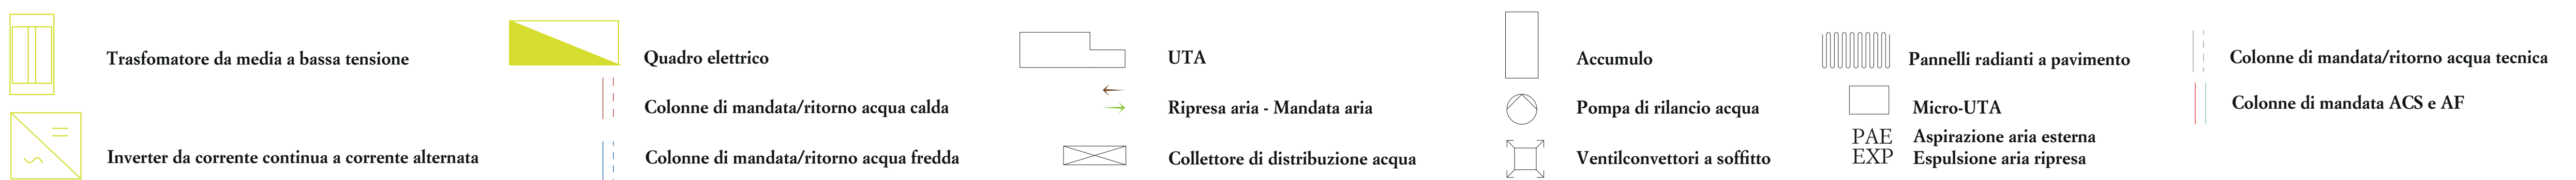 Trasfomatore da media a bassa tensione
Inverter da corrente continua a corrente alternata
Quadro elettrico
Colonne di mandata/ritorno acqua calda
Colonne di mandata/ritorno acqua fredda
UTA
Ripresa aria - Mandata aria
Collettore di distribuzione acqua
Accumulo
Pompa di rilancio acqua
Ventilconvettori a soffitto
Pannelli radianti a pavimento
Micro-UTA
PAE Aspirazione aria esterna
EXP Espulsione aria ripresa
Colonne di mandata/ritorno acqua tecnica
Colonne di mandata ACS e AF